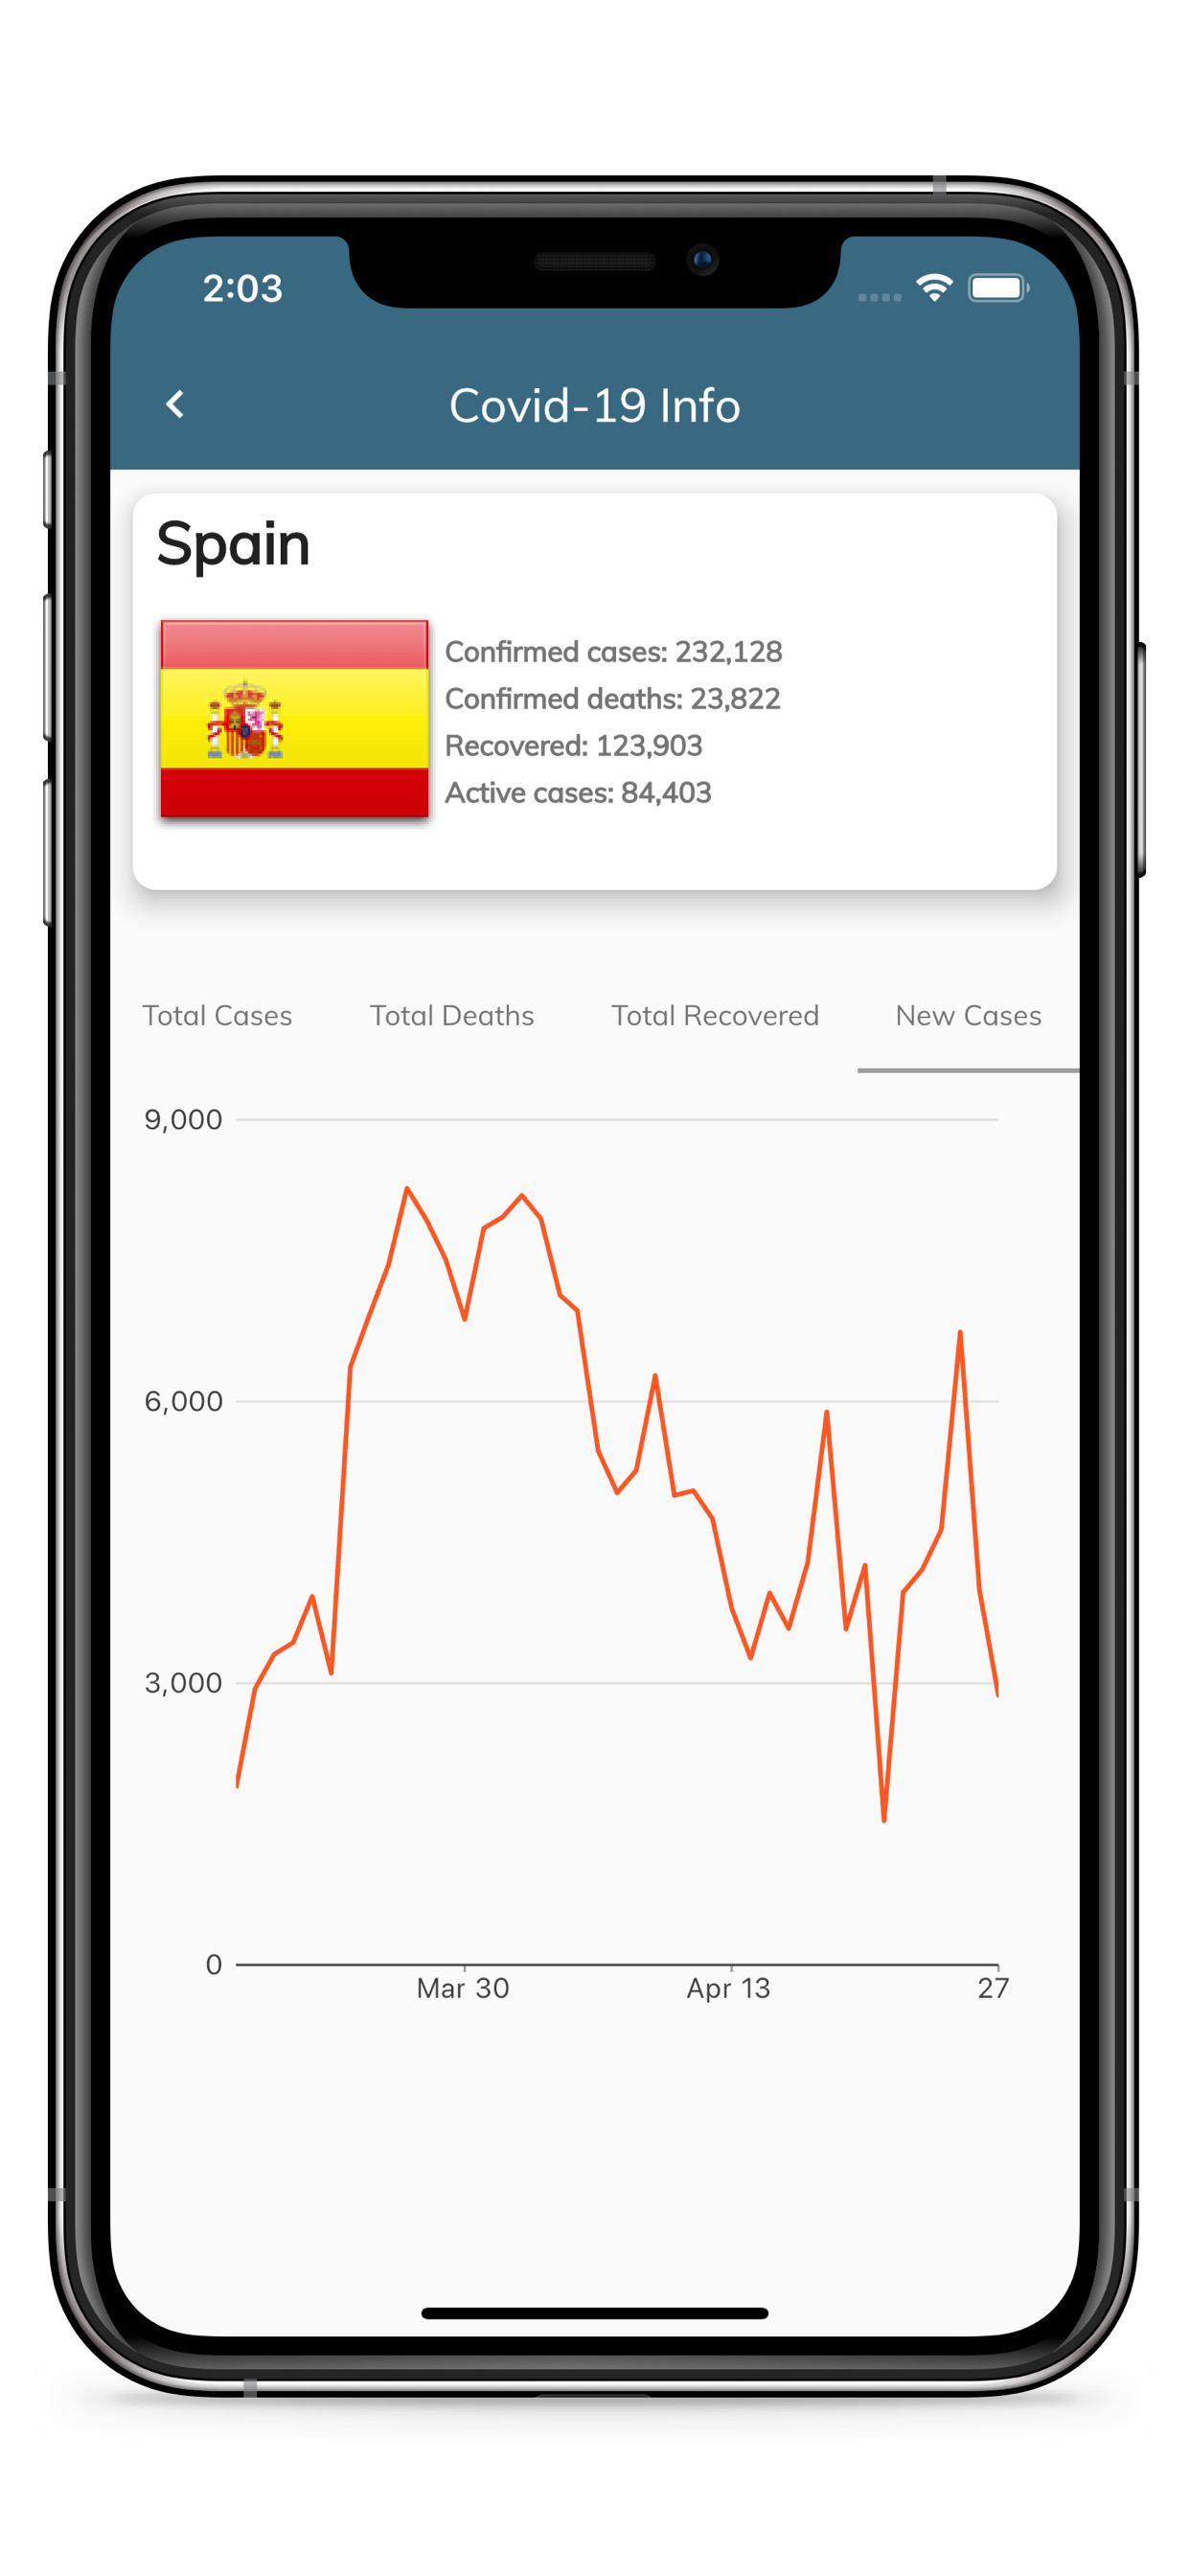 2:03
Covid-19 Info
Spain
Confirmed cases: 232,128
Confirmed deaths: 23,822
Recovered: 123,903
Active cases: 84,403
Total Cases Total Deaths Total Recovered New Cases
9,000
6,000
3,000
0
Mar 30 Apr 13 27